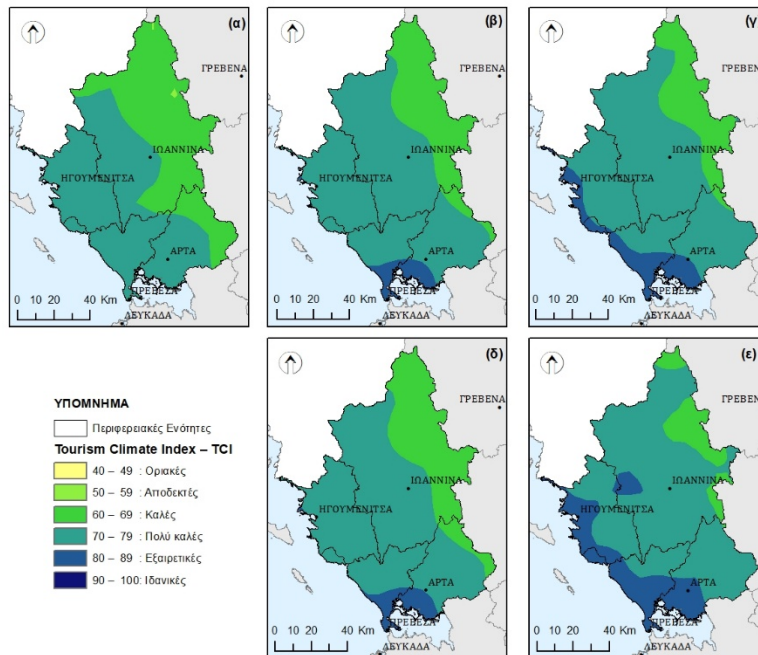 (α)
ΓΡΕΒΕΝΑ
ΙΩΑΝΝΙΝΑ
ΗΓΟΥΜΕΝΙΤΣΑ
ΑΡΤΑ
ΠΡΕΒΕΖΑ
0 10 20 40 Km
ΛΕΥΚΑΔΑ
(β)
ΓΡΕΒΕΝΑ
ΙΩΑΝΝΙΝΑ
ΗΓΟΥΜΕΝΙΤΣΑ
ΑΡΤΑ
ΠΡΕΒΕΖΑ
0 10 20 40 Km
ΛΕΥΚΑΔΑ
(γ)
ΓΡΕΒΕΝ
ΙΩΑΝΝΙΝΑ
ΗΓΟΥΜΕΝΙΤΣΑ
ΑΡΤΑ
ΠΡΕΒΕΖΑ
0 10 20 40 Km
ΛΕΥΚΑΔΑ
ΥΠΟΜΝΗΜΑ
Περιφερειακές Ενότητες
Tourism Climate Index – TCI
40 – 49 : Οριακές
50 – 59 : Αποδεκτές
60 – 69 : Καλές
70 – 79 : Πολύ καλές
80 – 89 : Εξαιρετικές
90 – 100: Ιδανικές
(δ)
ΓΡΕΒΕΝΑ
ΙΩΑΝΝΙΝΑ
ΗΓΟΥΜΕΝΙΤΣΑ
ΑΡΤΑ
ΠΡΕΒΕΖΑ
0 10 20 40 Km
ΛΕΥΚΑΔΑ
(ε)
ΓΡΕΒΕΝ
ΙΩΑΝΝΙΝΑ
ΗΓΟΥΜΕΝΙΤΣΑ
ΑΡΤΑ
ΠΡΕΒΕΖΑ
0 10 20 40 Km
ΛΕΥΚΑΔΑ